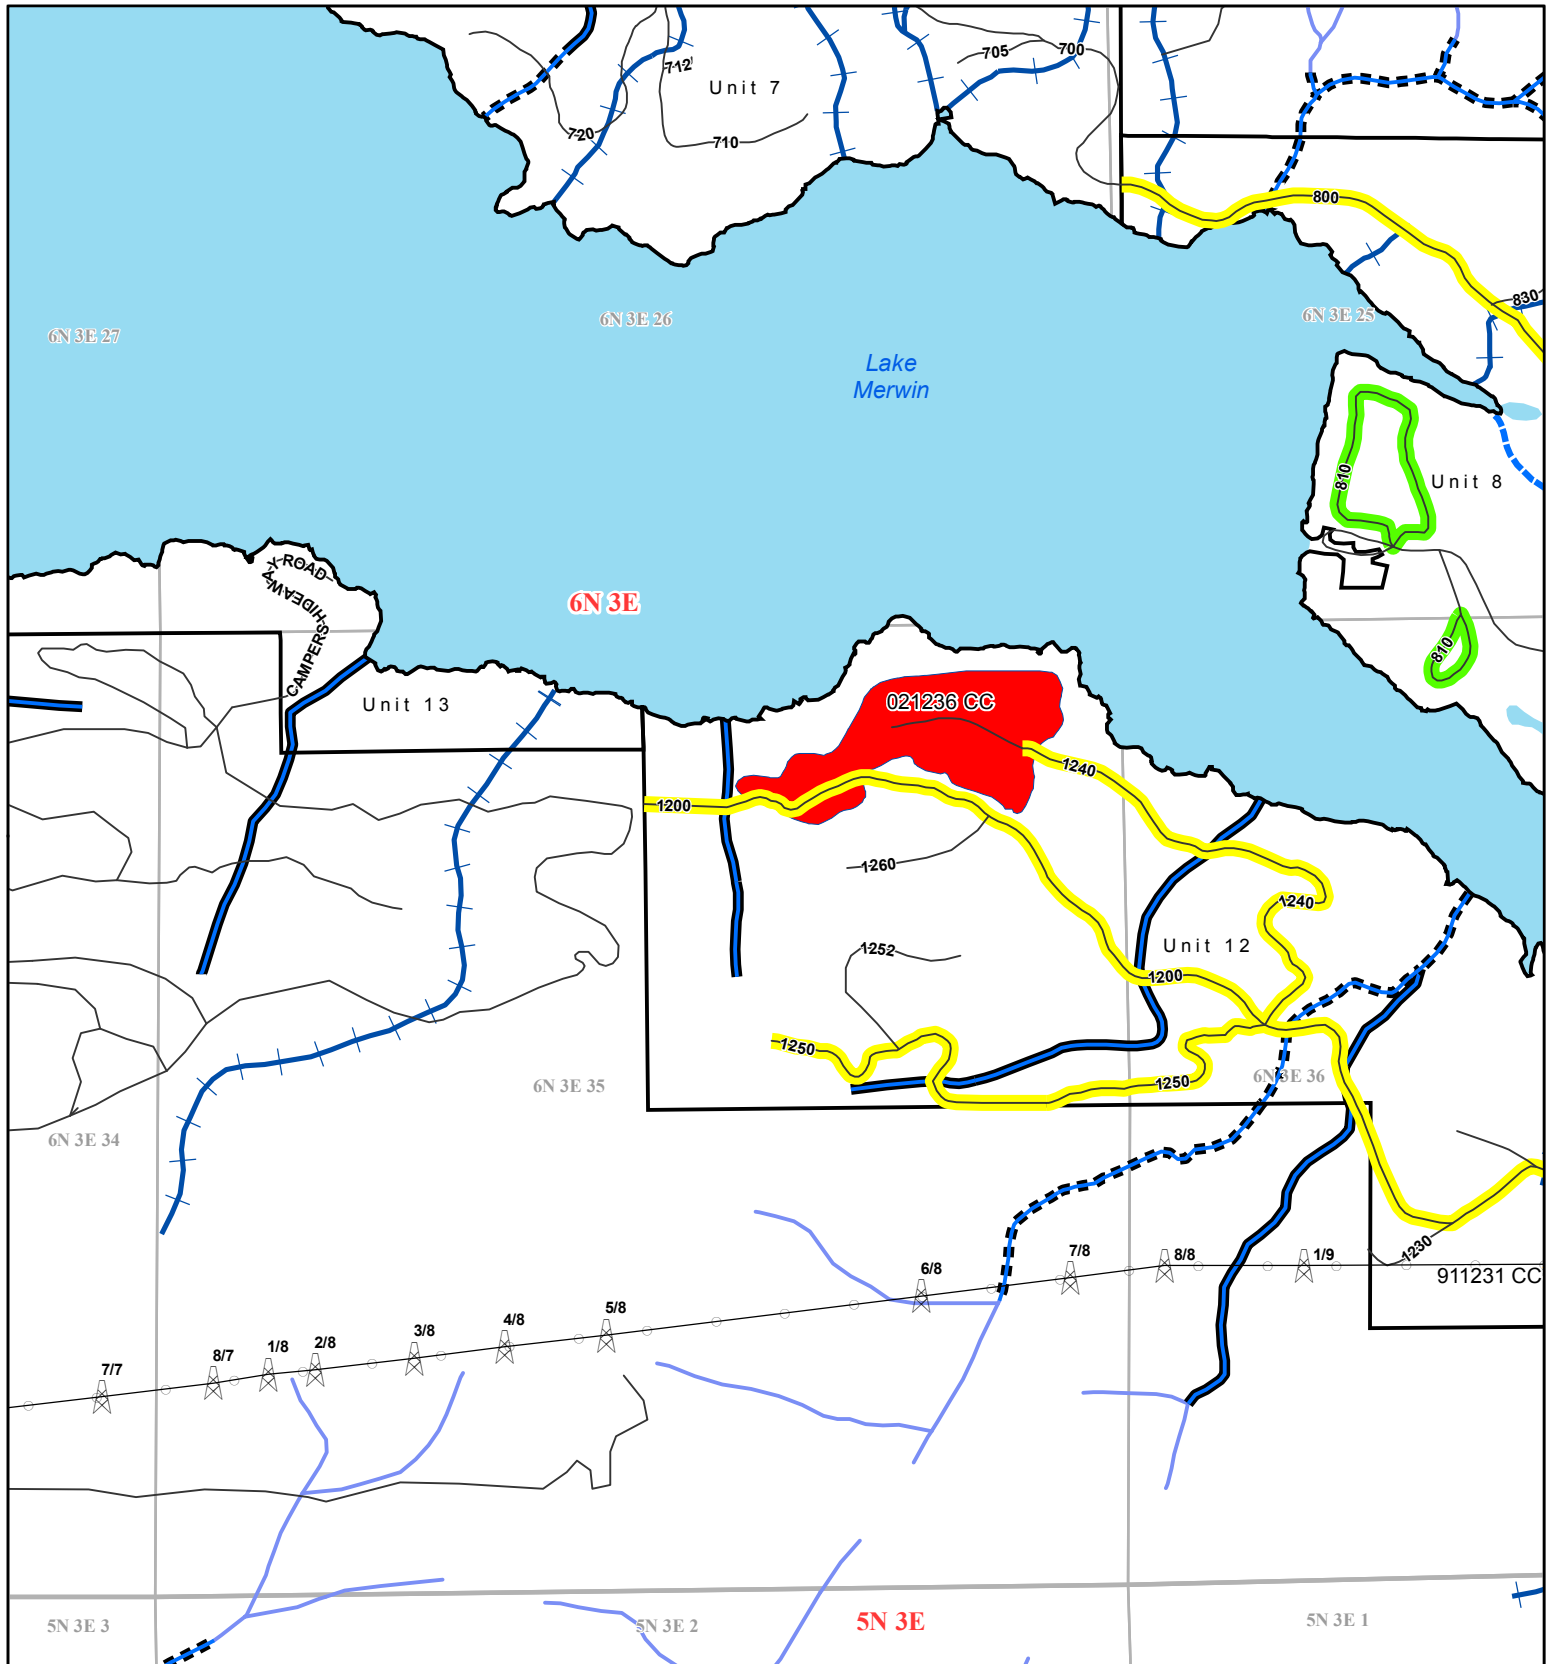 705
700
712'
Unit 7
720
710
800
830
6N 3E 27
6N 3E 26
6N 3E 25
Lake
Merwin
810
Unit 8
CAMPERS HIDEAWAY ROAD
6N 3E
810
Unit 13
021236 CC
1240
1200
1260
1240
1252
Unit 12
1200
1250
1250
6N 3E 35
6N 3E 36
6N 3E 34
1230
911231 CC
7/7
8/7
1/8
2/8
3/8
4/8
5/8
6/8
7/8
8/8
1/9
5N 3E 3
5N 3E 2
5N 3E
5N 3E 1